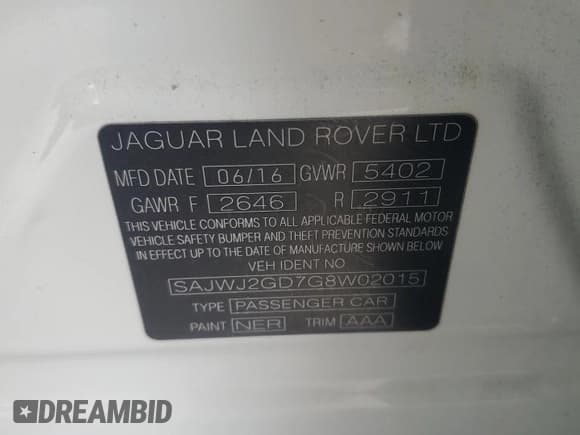 JAGUAR LAND ROVER LTD
MFD DATE 06/16 GVWR 5402
GAWR F 2646 R 2911
THIS VEHICLE CONFORMS TO ALL APPLICABLE FEDERAL MOTOR
VEHICLE SAFETY BUMPER AND THEFT PREVENTION STANDARDS
IN EFFECT UP TO THE DATE OF MANUFACTURE SHOWN BELOW
VEH IDENT NO
SAJWJ2GD7G8W02015
TYPE PASSENGER CAR
PAINT NER TRIM AAA
DREAMBID